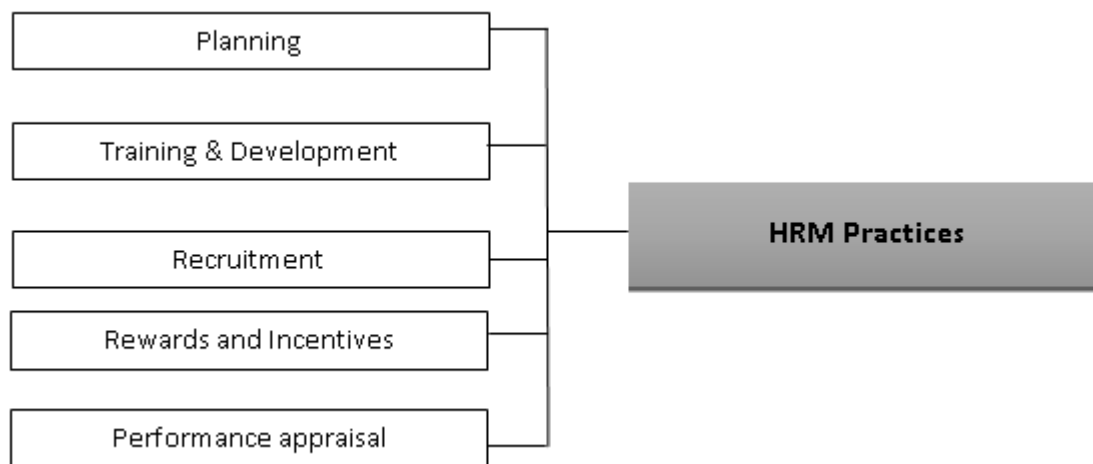 Planning
Training & Development
HRM Practices
Recruitment
Rewards and Incentives
Performance appraisal